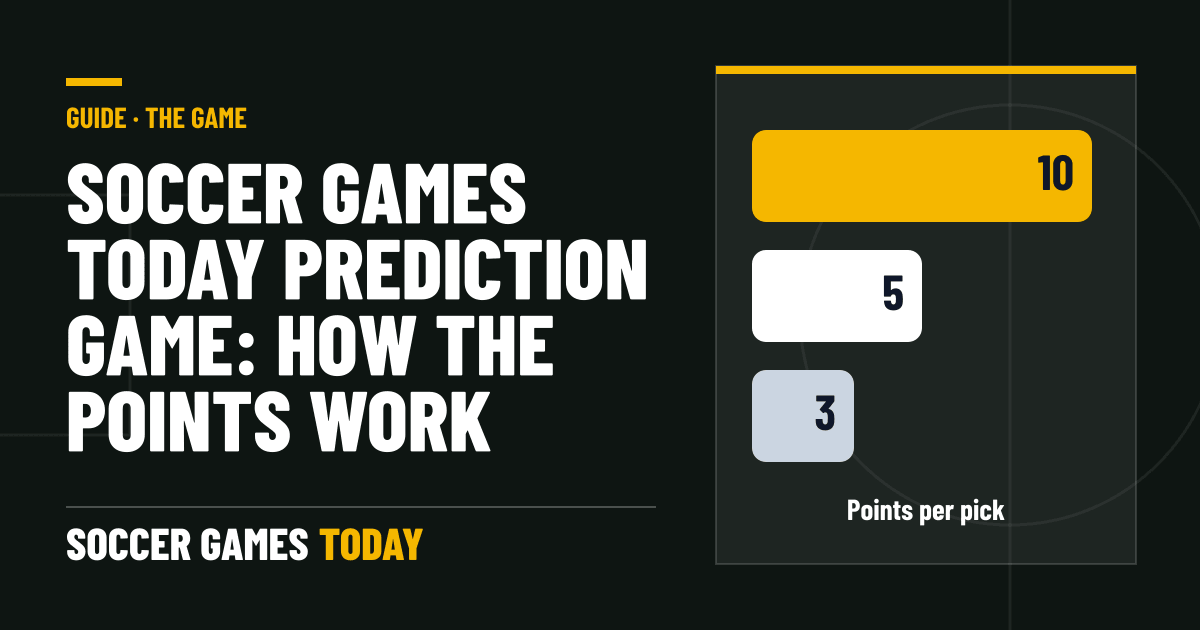 GUIDE · THE GAME
SOCCER GAMES
TODAY PREDICTION
GAME: HOW THE
POINTS WORK
SOCCER GAMES TODAY
10
5
3
Points per pick